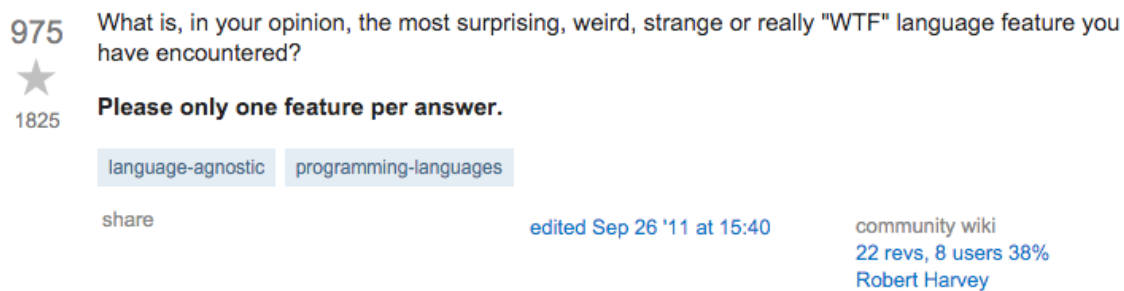 975
What is, in your opinion, the most surprising, weird, strange or really "WTF" language feature you
have encountered?
1825
Please only one feature per answer.
language-agnostic programming-languages
share
edited Sep 26 '11 at 15:40
community wiki
22 revs, 8 users 38%
Robert Harvey